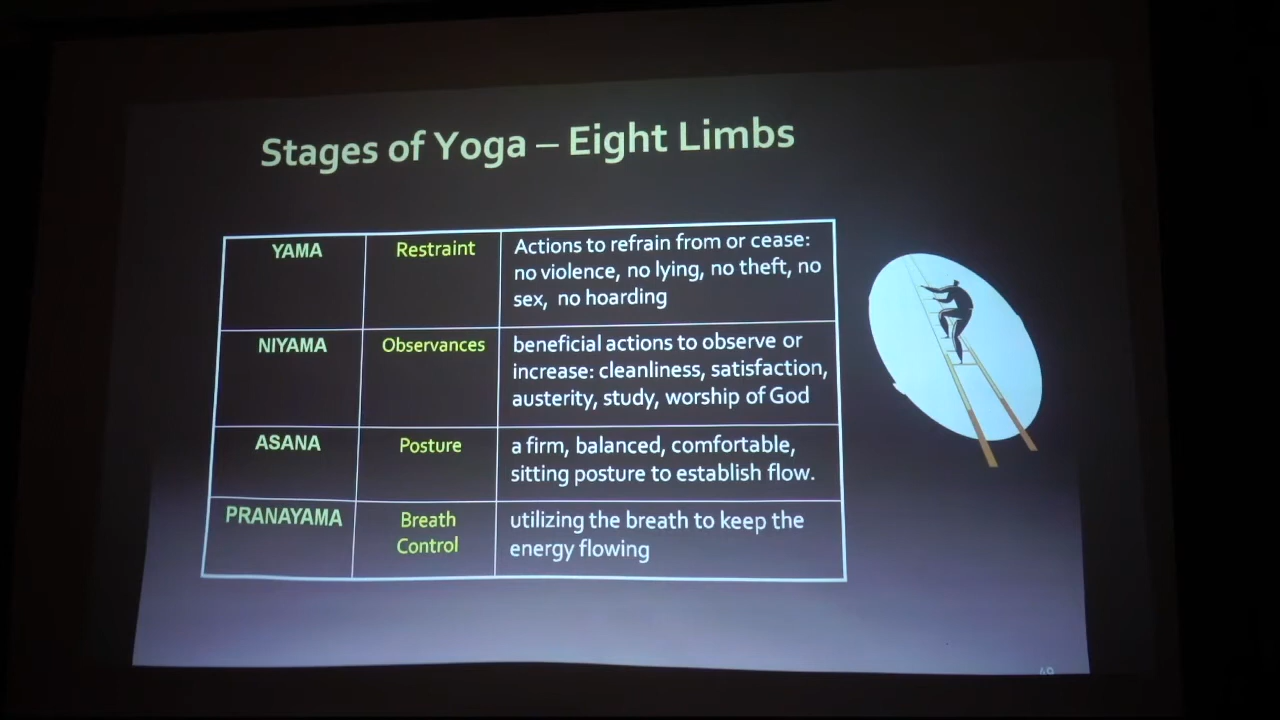 Stages of Yoga – Eight Limbs
YAMA
Restraint
Actions to refrain from or cease:
no violence, no lying, no theft, no
sex, no hoarding
NIYAMA
Observances
beneficial actions to observe or
increase: cleanliness, satisfaction,
austerity, study, worship of God
ASANA
Posture
a firm, balanced, comfortable,
sitting posture to establish flow.
PRANAYAMA
Breath
Control
utilizing the breath to keep the
energy flowing
49